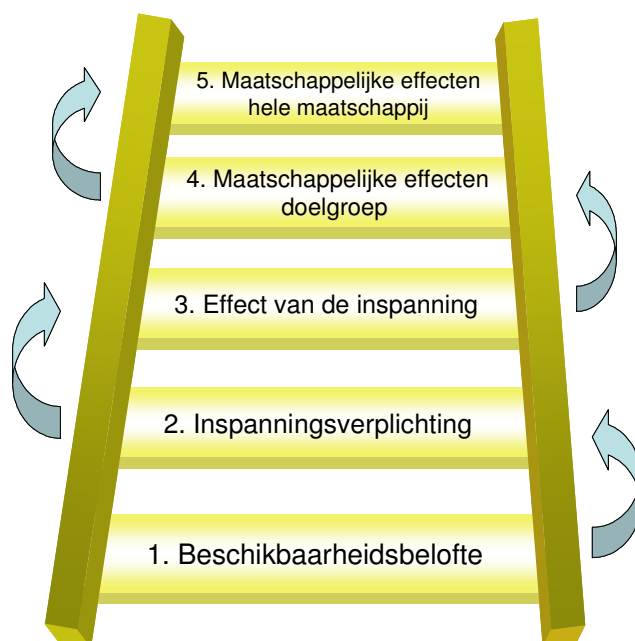 5. Maatschappelijke effecten
hele maatschappij
4. Maatschappelijke effecten
doelgroep
3. Effect van de inspanning
2. Inspanningsverplichting
1. Beschikbaarheidsbelofte